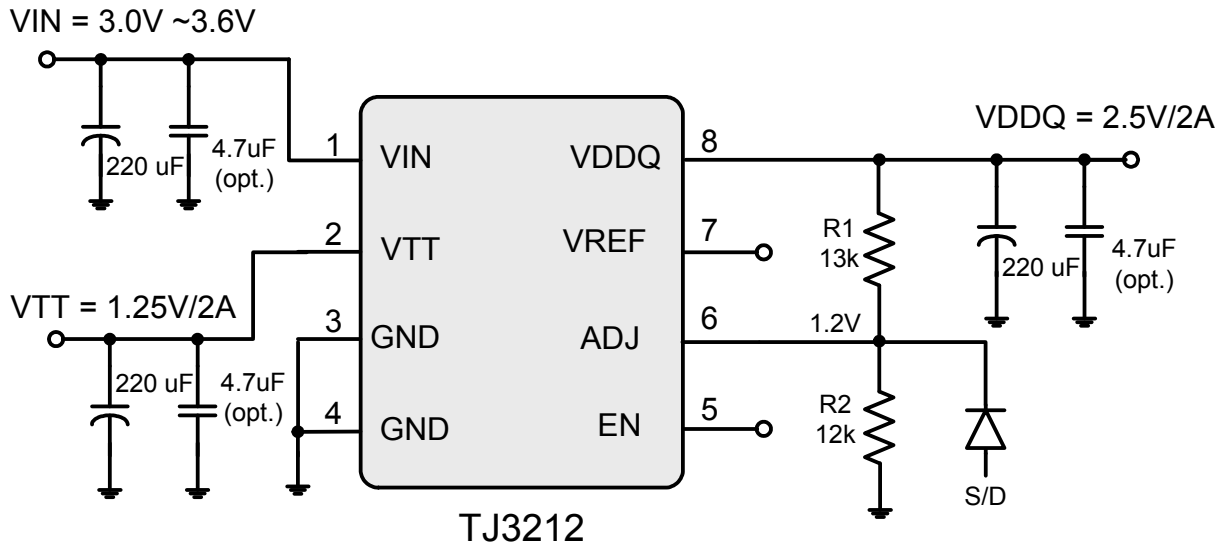 VIN = 3.0V ~3.6V
220 uF
4.7uF
(opt.)
1
VIN
VDDQ
8
VDDQ = 2.5V/2A
2
VTT
VREF
7
R1
13k
220 uF
4.7uF
(opt.)
VTT = 1.25V/2A
3
GND
ADJ
6
1.2V
220 uF
4.7uF
(opt.)
4
GND
EN
5
R2
12k
S/D
TJ3212